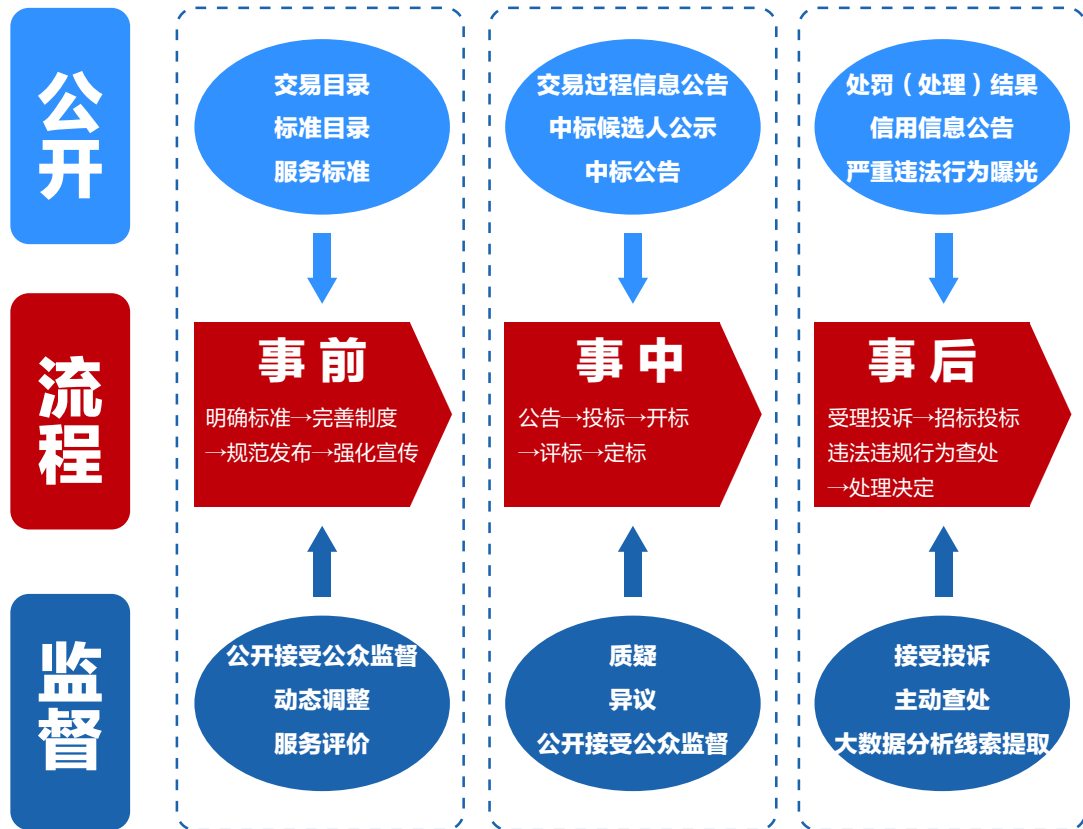 公开
交易目录
标准目录
服务标准
交易过程信息公告
中标候选人公示
中标公告
处罚（处理）结果
信用信息公告
严重违法行为曝光
流程
事前
明确标准→完善制度
→规范发布→强化宣传
事中
公告→投标→开标
→评标→定标
事后
受理投诉→招标投标
违法违规行为查处
→处理决定
监督
公开接受公众监督
动态调整
服务评价
质疑
异议
公开接受公众监督
接受投诉
主动查处
大数据分析线索提取